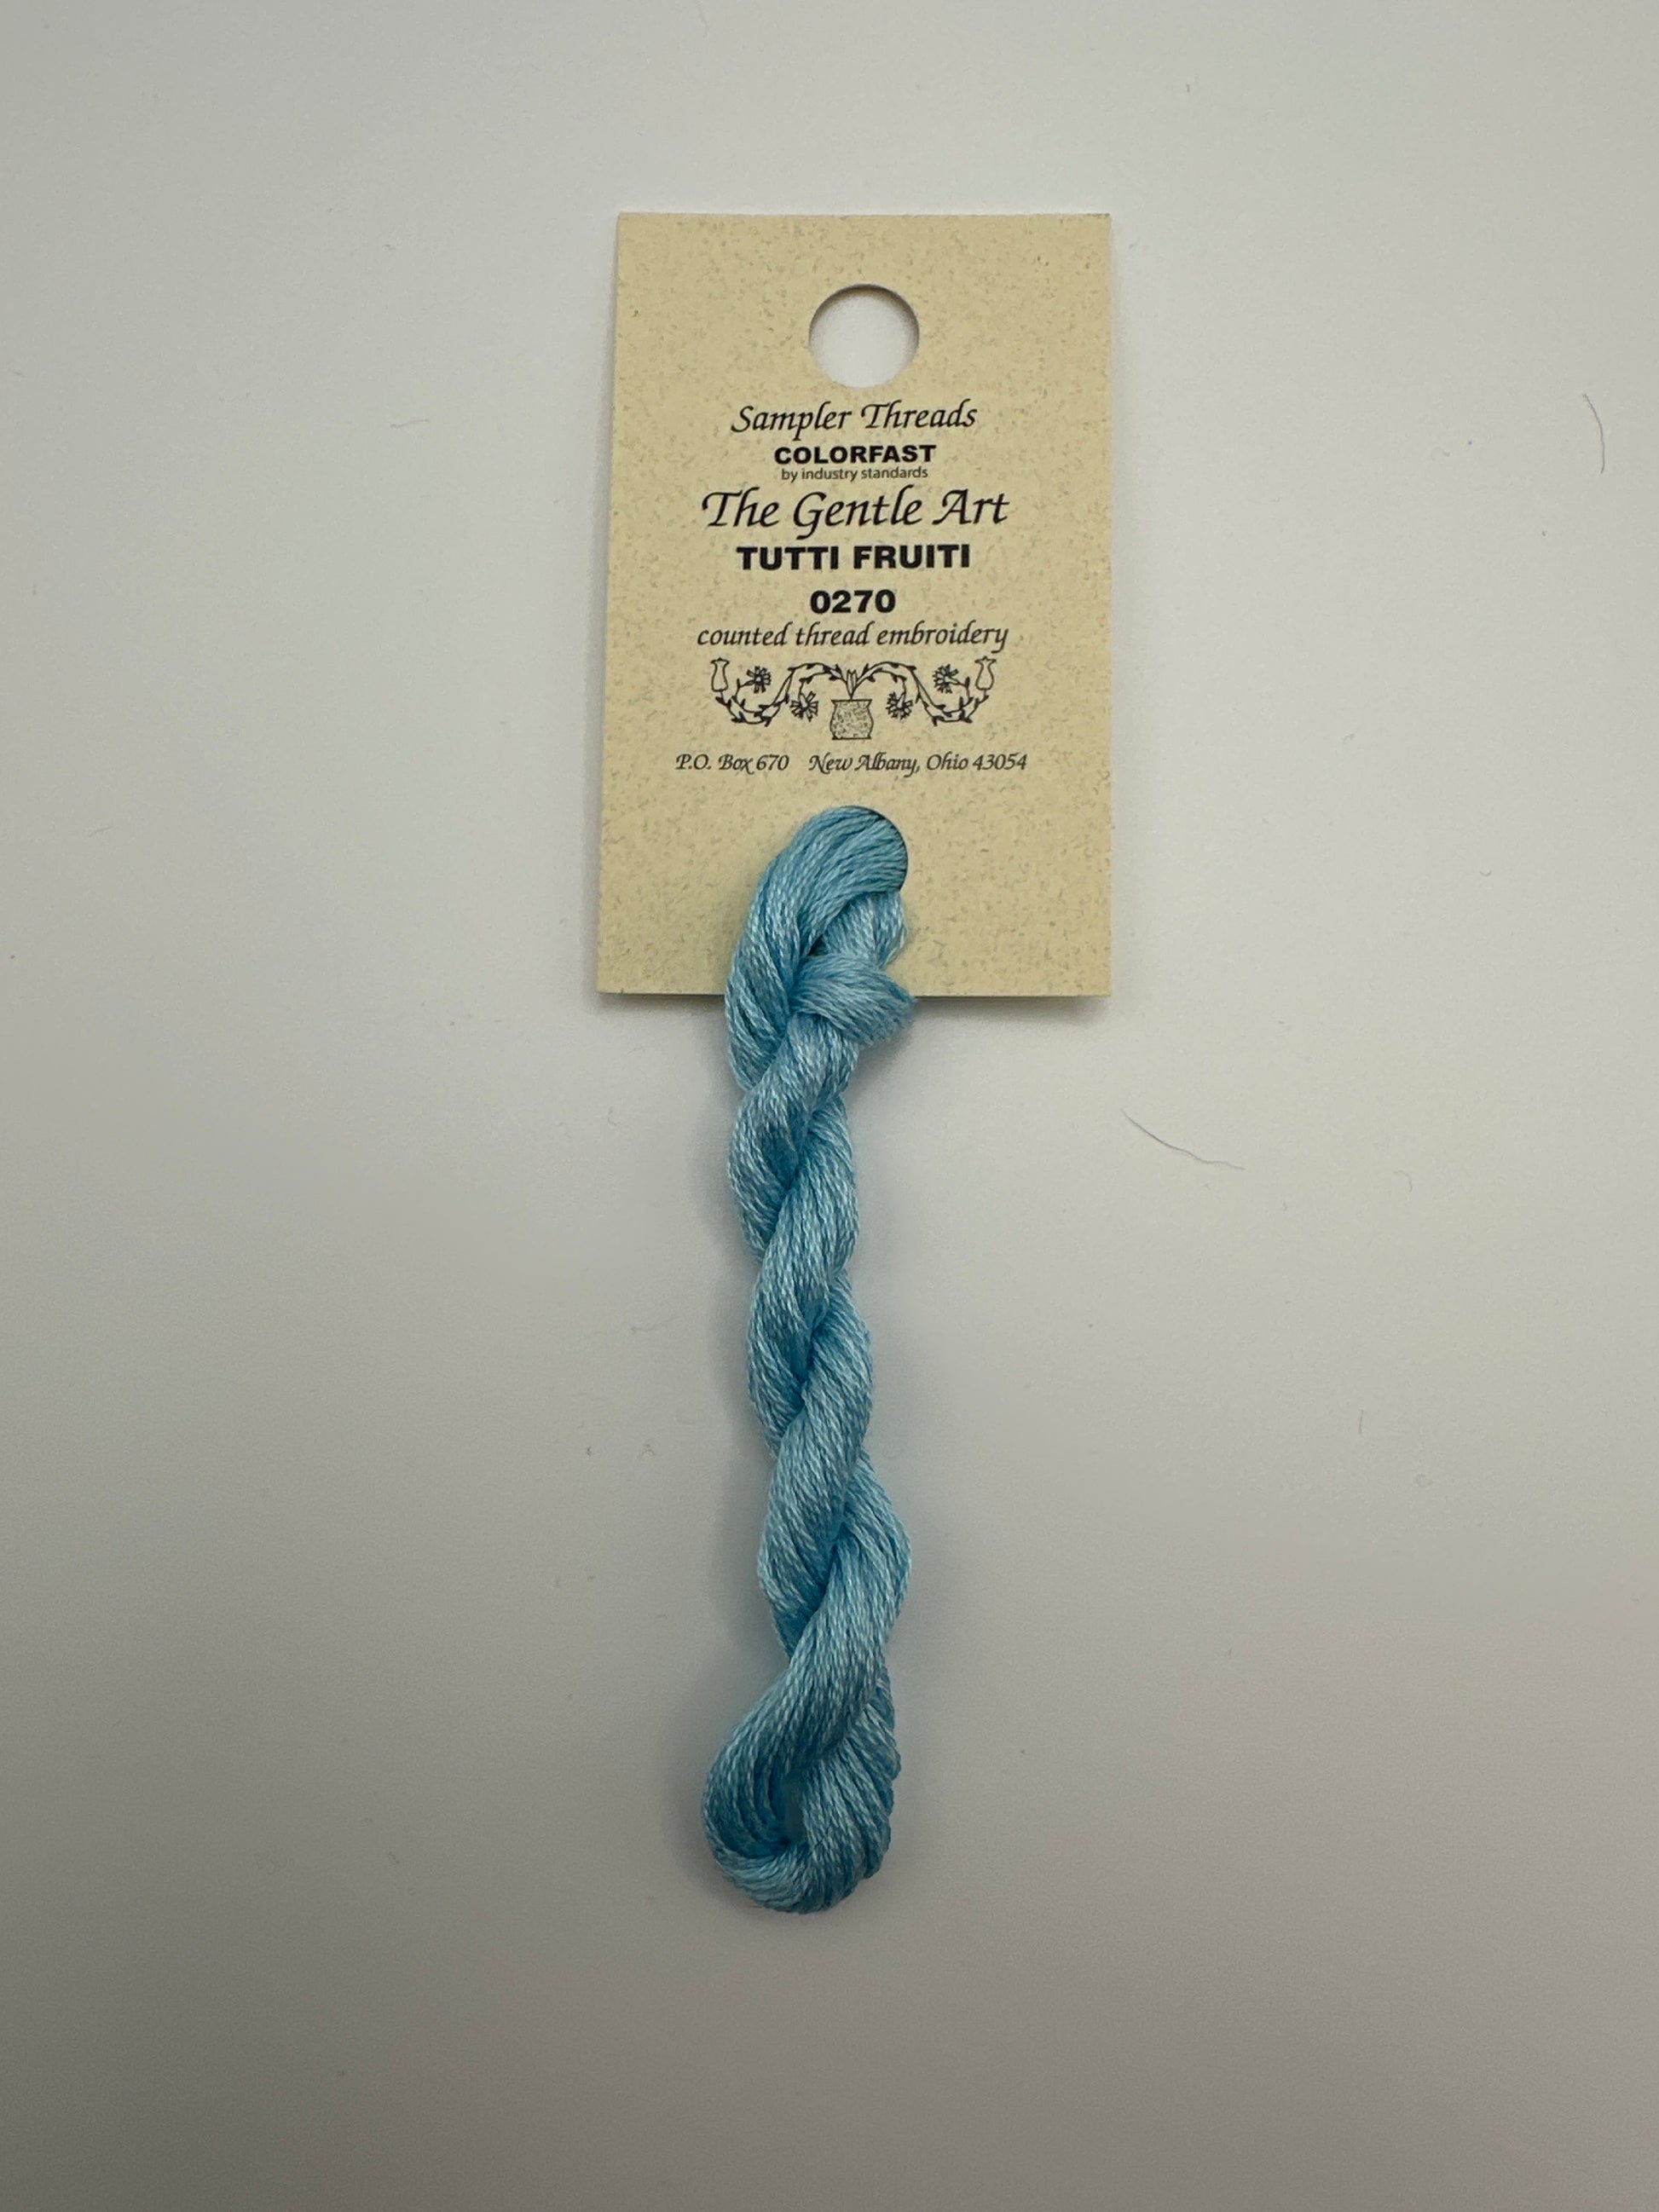 Sampler Threads
COLORFAST
by industry standards
The Gentle Art
TUTTI FRUITI
0270
counted thread embroidery
P.O. Box 670 New Albany, Ohio 43054